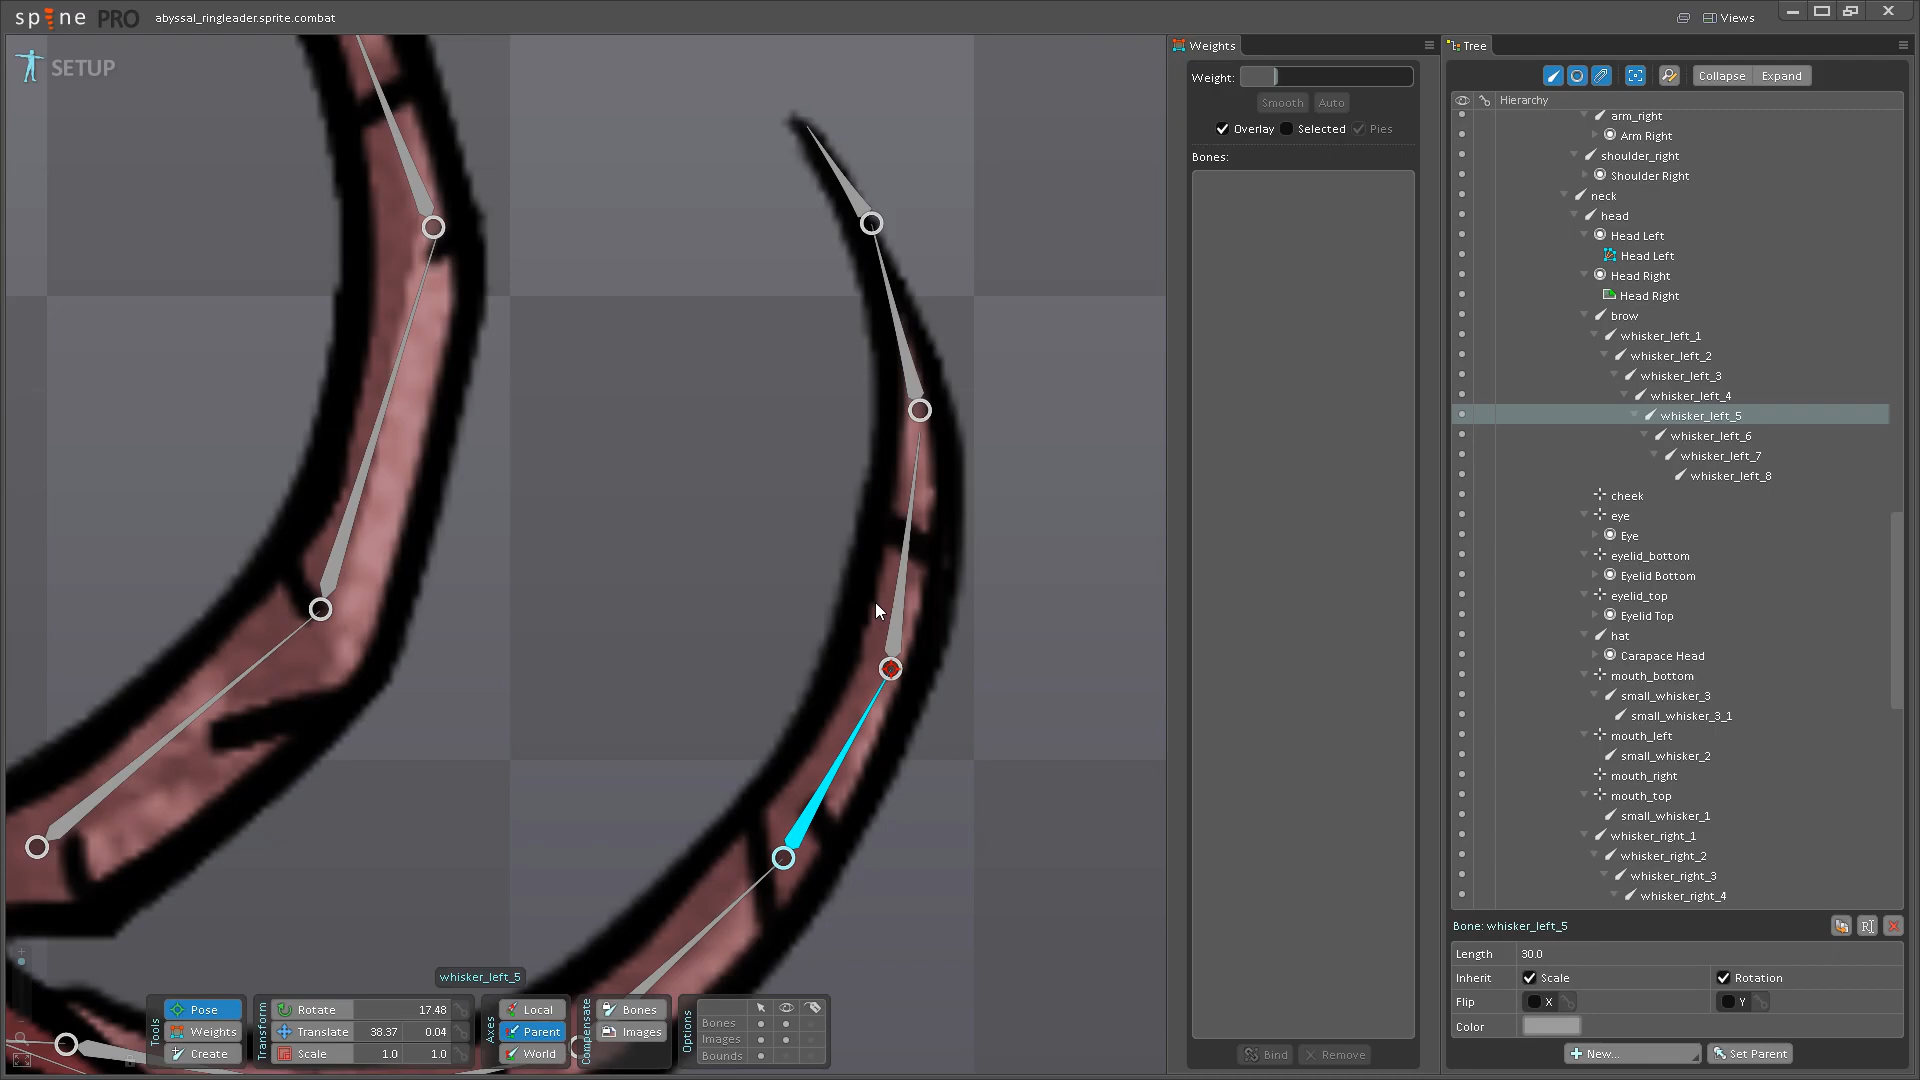 spine PRO abyssal_ringleader.sprite.combat
Views
SETUP
Weights
Weight:
Smooth Auto
Overlay Selected Pies
Bones:
Bind Remove
Tree
Collapse Expand
Hierarchy
arm_right
Arm Right
shoulder_right
Shoulder Right
neck
head
Head Left
Head Left
Head Right
Head Right
brow
whisker_left_1
whisker_left_2
whisker_left_3
whisker_left_4
whisker_left_5
whisker_left_6
whisker_left_7
whisker_left_8
cheek
eye
Eye
eyelid_bottom
Eyelid Bottom
eyelid_top
Eyelid Top
hat
Carapace Head
mouth_bottom
small_whisker_3
small_whisker_3_1
mouth_left
small_whisker_2
mouth_right
mouth_top
small_whisker_1
whisker_right_1
whisker_right_2
whisker_right_3
whisker_right_4
Bone: whisker_left_5
Length 30.0
Inherit Scale Rotation
Flip X Y
Color
New... Set Parent
whisker_left_5
Tools
Pose
Weights
Create
Transform
Rotate 17.48
Translate 38.37 0.04
Scale 1.0 1.0
Axes
Local
Parent
World
Compensate
Bones
Images
Options
Bones
Images
Bounds